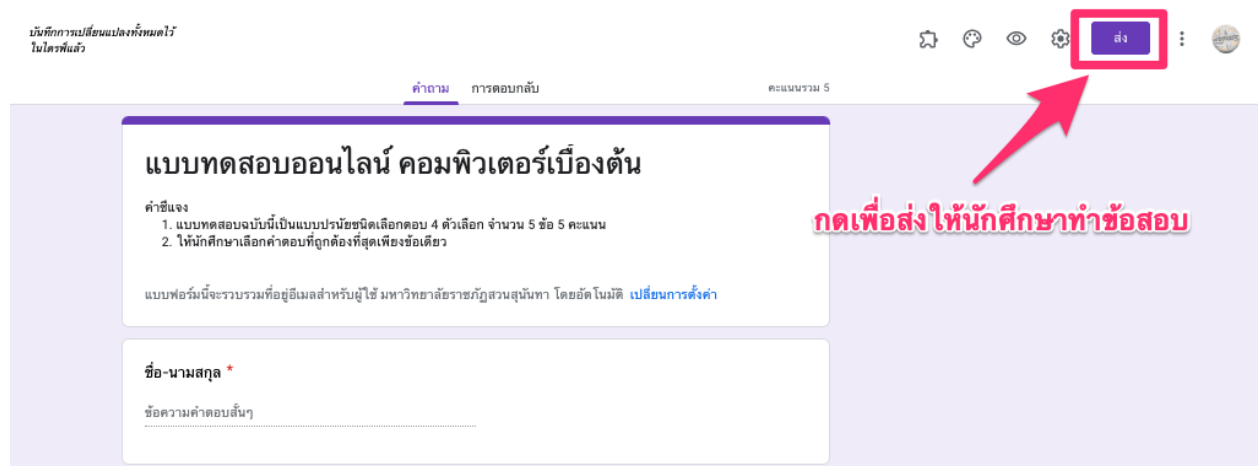 บันทึกการเปลี่ยนแปลงทั้งหมดไว้
ในไดรฟ์แล้ว
ส่ง
คำถาม การตอบกลับ คะแนนรวม 5
แบบทดสอบออนไลน์ คอมพิวเตอร์เบื้องต้น
คำชี้แจง
1. แบบทดสอบฉบับนี้เป็นแบบปรนัยชนิดเลือกตอบ 4 ตัวเลือก จำนวน 5 ข้อ 5 คะแนน
2. ให้นักศึกษาเลือกคำตอบที่ถูกต้องที่สุดเพียงข้อเดียว
กดเพื่อส่งให้นักศึกษาทำข้อสอบ
แบบฟอร์มนี้จะรวบรวมที่อยู่อีเมลสำหรับผู้ใช้ มหาวิทยาลัยราชภัฏสวนสุนันทา โดยอัตโนมัติ เปลี่ยนการตั้งค่า
ชื่อ-นามสกุล *
ข้อความคำตอบสั้นๆ